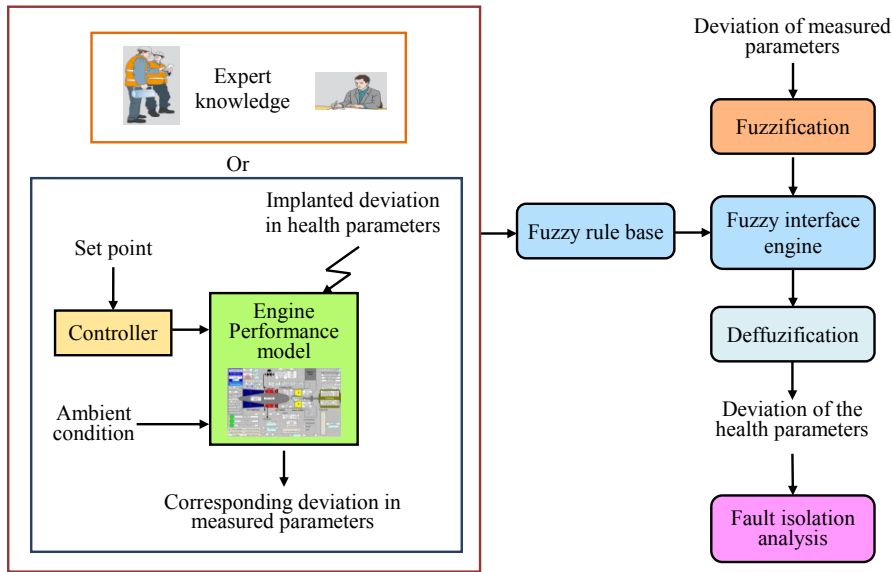 Expert
knowledge
Or
Implanted deviation
in health parameters
Set point
Controller
Engine
Performance
model
Ambient
condition
Corresponding deviation in
measured parameters
Fuzzy rule base
Deviation of measured
parameters
Fuzzification
Fuzzy interface
engine
Deffuzification
Deviation of the
health parameters
Fault isolation
analysis